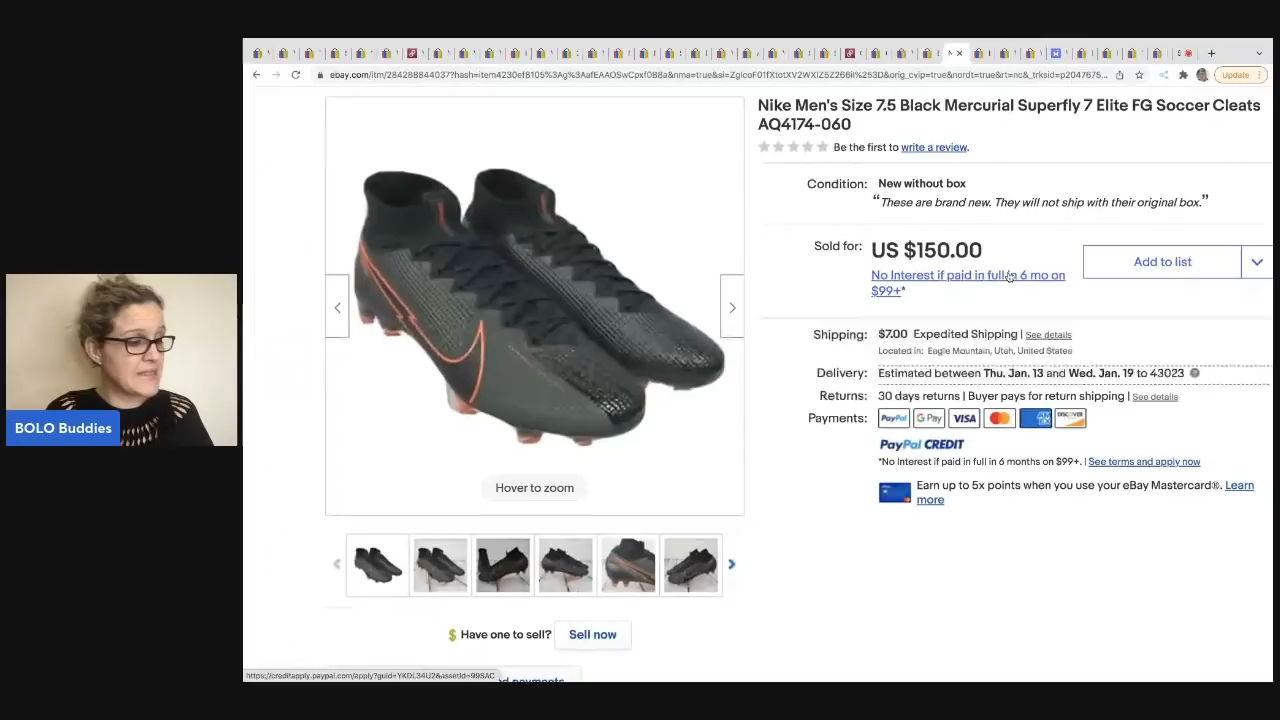 ebay.com/itm/284288844037?hash=item4230ef8105%3Ag%3AafEAAOSwCpxf0B8a&nma=true&si=ZglcoF01fXtotXV2WXIZ5Z266iI%253D&orig_cvip=true&nordt=true&rt=nc&_trksid=p2047675...
Update
Nike Men's Size 7.5 Black Mercurial Superfly 7 Elite FG Soccer Cleats
AQ4174-060
Be the first to write a review.
Condition: New without box
“These are brand new. They will not ship with their original box.”
Sold for: US $150.00
Add to list
No Interest if paid in full in 6 mo on
$99+*
Shipping: $7.00 Expedited Shipping | See details
Located in: Eagle Mountain, Utah, United States
Delivery: Estimated between Thu. Jan. 13 and Wed. Jan. 19 to 43023
Returns: 30 days returns | Buyer pays for return shipping | See details
Payments: PayPal G Pay VISA DISCOVER
PayPal CREDIT
*No Interest if paid in full in 6 months on $99+. | See terms and apply now
Earn up to 5x points when you use your eBay Mastercard®. Learn
more
Hover to zoom
Have one to sell? Sell now
BOLO Buddies
https://creditapply.paypal.com/apply?guid=YKDL34U2&assetId=99SAC